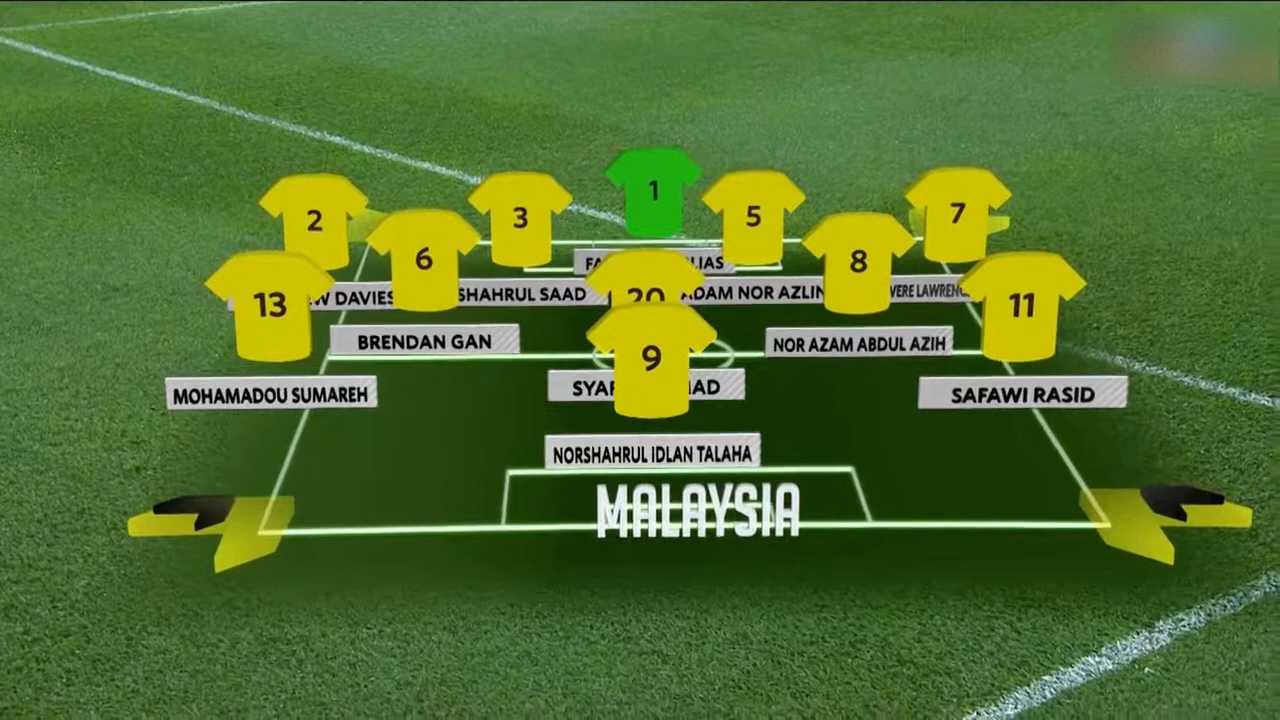 1
2
3
5
7
6
8
SHAHRUL SAAD
ADAM NOR AZLIN
DAVIES
13
20
11
BRENDAN GAN
NOR AZAM ABDUL AZIH
9
MOHAMADOU SUMAREH
SAFAWI RASID
NORSHAHRUL IDLAN TALAHA
MALAYSIA